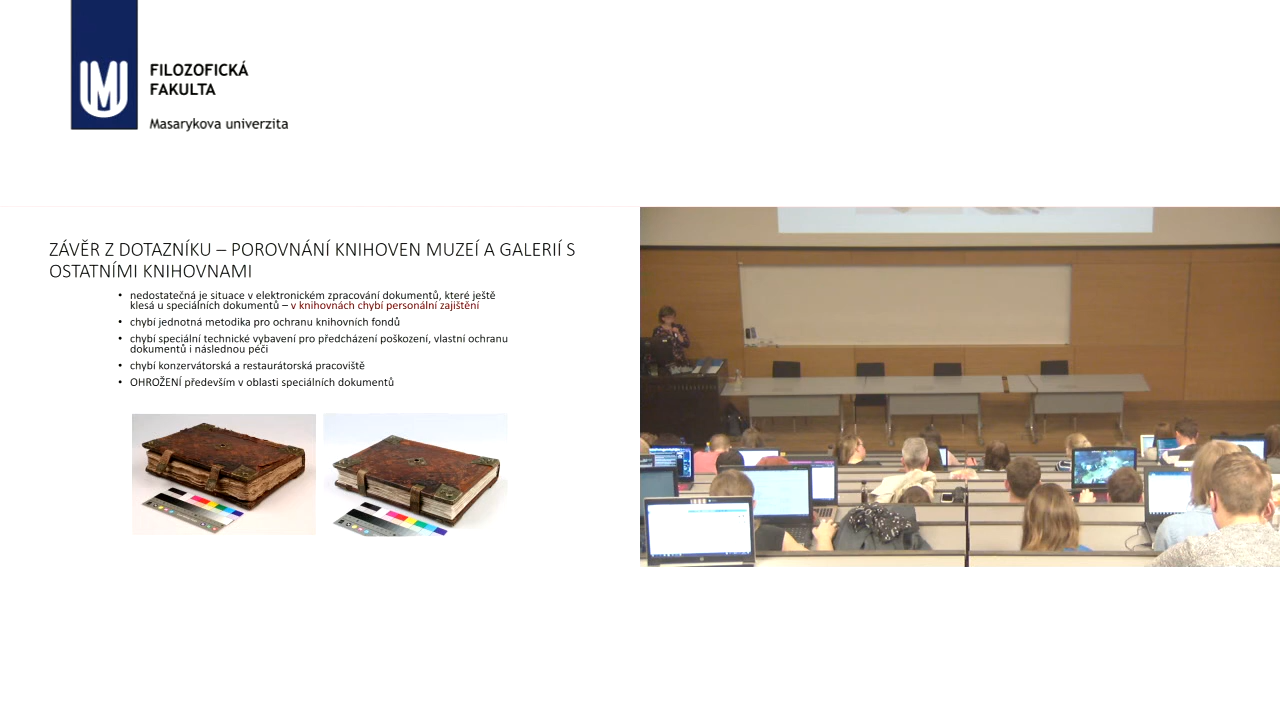 FILOZOFICKÁ
FAKULTA
Masarykova univerzita
ZÁVĚR Z DOTAZNÍKU – POROVNÁNÍ KNIHOVEN MUZEÍ A GALERIÍ S
OSTATNÍMI KNIHOVNAMI
• nedostatečná je situace v elektronickém zpracování dokumentů, které ještě
klesá u speciálních dokumentů – v knihovnách chybí personální zajištění
• chybí jednotná metodika pro ochranu knihovních fondů
• chybí speciální technické vybavení pro předcházení poškození, vlastní ochranu
dokumentů i následnou péči
• chybí konzervátorská a restaurátorská pracoviště
• OHROŽENÍ především v oblasti speciálních dokumentů